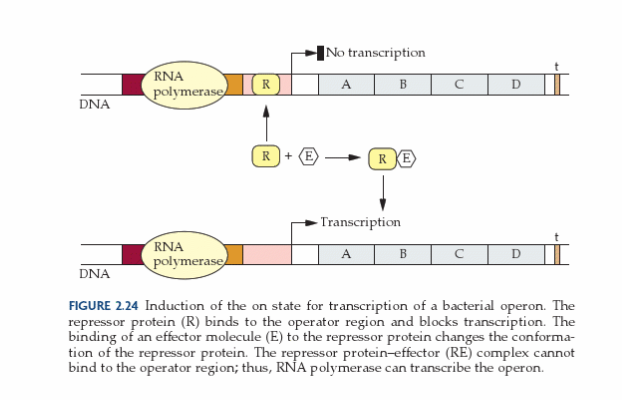 No transcription
t
RNA
polymerase
R
A B C D
DNA
R + E
R E
Transcription
t
RNA
polymerase
A B C D
DNA
FIGURE 2.24 Induction of the on state for transcription of a bacterial operon. The
repressor protein (R) binds to the operator region and blocks transcription. The
binding of an effector molecule (E) to the repressor protein changes the conforma-
tion of the repressor protein. The repressor protein–effector (RE) complex cannot
bind to the operator region; thus, RNA polymerase can transcribe the operon.